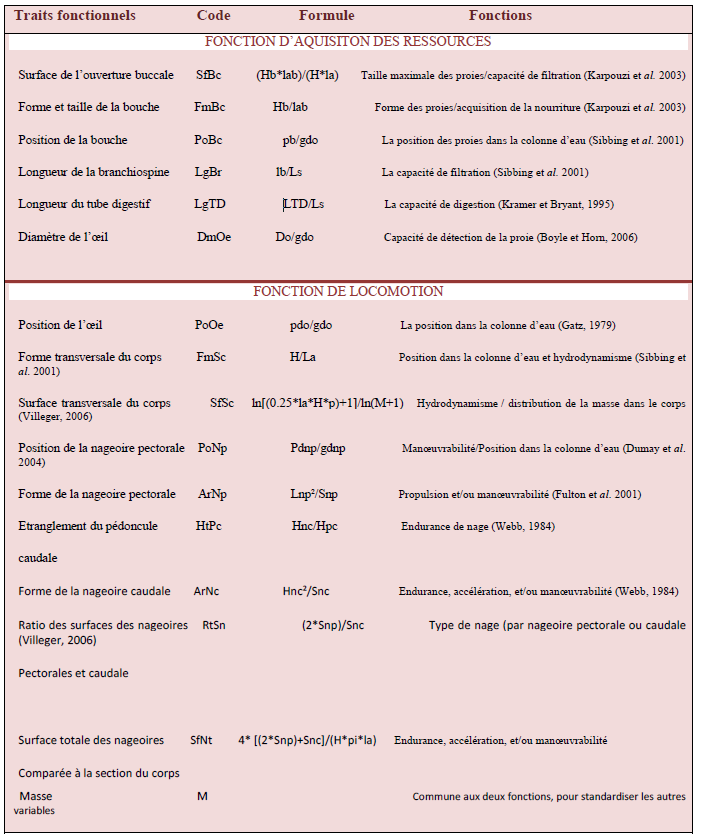 Traits fonctionnels Code Formule Fonctions
FONCTION D’AQUISITON DES RESSOURCES
Surface de l’ouverture buccale SfBc (Hb*lab)/(H*la) Taille maximale des proies/capacité de filtration (Karpouzi et al. 2003)
Forme et taille de la bouche FmBc Hb/lab Forme des proies/acquisition de la nourriture (Karpouzi et al. 2003)
Position de la bouche PoBc pb/gdo La position des proies dans la colonne d’eau (Sibbing et al. 2001)
Longueur de la branchiospine LgBr lb/Ls La capacité de filtration (Sibbing et al. 2001)
Longueur du tube digestif LgTD LTD/Ls La capacité de digestion (Kramer et Bryant, 1995)
Diamètre de l’œil DmOe Do/gdo Capacité de détection de la proie (Boyle et Horn, 2006)
FONCTION DE LOCOMOTION
Position de l’œil PoOe pdo/gdo La position dans la colonne d’eau (Gatz, 1979)
Forme transversale du corps FmSc H/La Position dans la colonne d’eau et hydrodynamisme (Sibbing et
al. 2001)
Surface transversale du corps SfSc ln[(0.25*la*H*p)+1]/ln(M+1) Hydrodynamisme / distribution de la masse dans le corps
(Villeger, 2006)
Position de la nageoire pectorale PoNp Pdnp/gdnp Manœuvrabilité/Position dans la colonne d’eau (Dumay et al.
2004)
Forme de la nageoire pectorale ArNp Lnp²/Snp Propulsion et/ou manœuvrabilité (Fulton et al. 2001)
Etranglement du pédoncule HtPc Hnc/Hpc Endurance de nage (Webb, 1984)
caudale
Forme de la nageoire caudale ArNc Hnc²/Snc Endurance, accélération, et/ou manœuvrabilité (Webb, 1984)
Ratio des surfaces des nageoires RtSn (2*Snp)/Snc Type de nage (par nageoire pectorale ou caudale
(Villeger, 2006)
Pectorales et caudale
Surface totale des nageoires SfNt 4* [(2*Snp)+Snc]/(H*pi*la) Endurance, accélération, et/ou manœuvrabilité
Comparée à la section du corps
Masse M Commune aux deux fonctions, pour standardiser les autres
variables